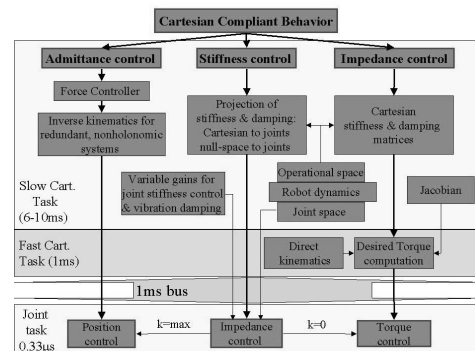 Cartesian Compliant Behavior
Admittance control
Stiffness control
Impedance control
Force Controller
Inverse kinematics for
redundant, nonholonomic
systems
Projection of
stiffness & damping:
Cartesian to joints
null-space to joints
Cartesian
stiffness & damping
matrices
Variable gains for
joint stiffness control
& vibration damping
Operational space
Robot dynamics
Joint space
Jacobian
Slow Cart.
Task
(6-10ms)
Fast Cart.
Task (1ms)
Direct
kinematics
Desired Torque
computation
1ms bus
Joint
task
0.33μs
Position
control
k=max
Impedance
control
k=0
Torque
control